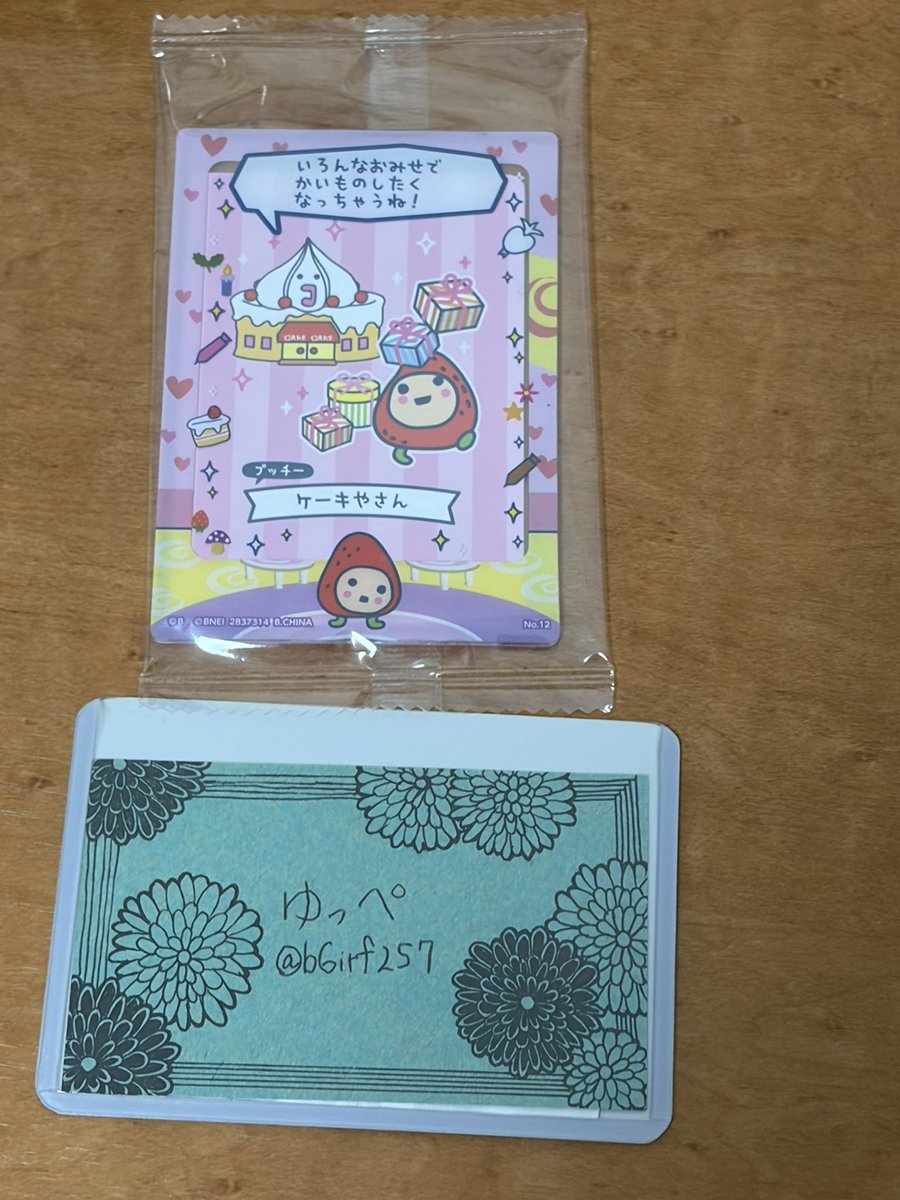 いろんなおみせで
かいものしたく
なっちゃうね!
CAKE CAKE
プッチー
ケーキやさん
©B ©BNEI 2837314 B.CHINA
No.12
ゆっぺ
@b6irf257